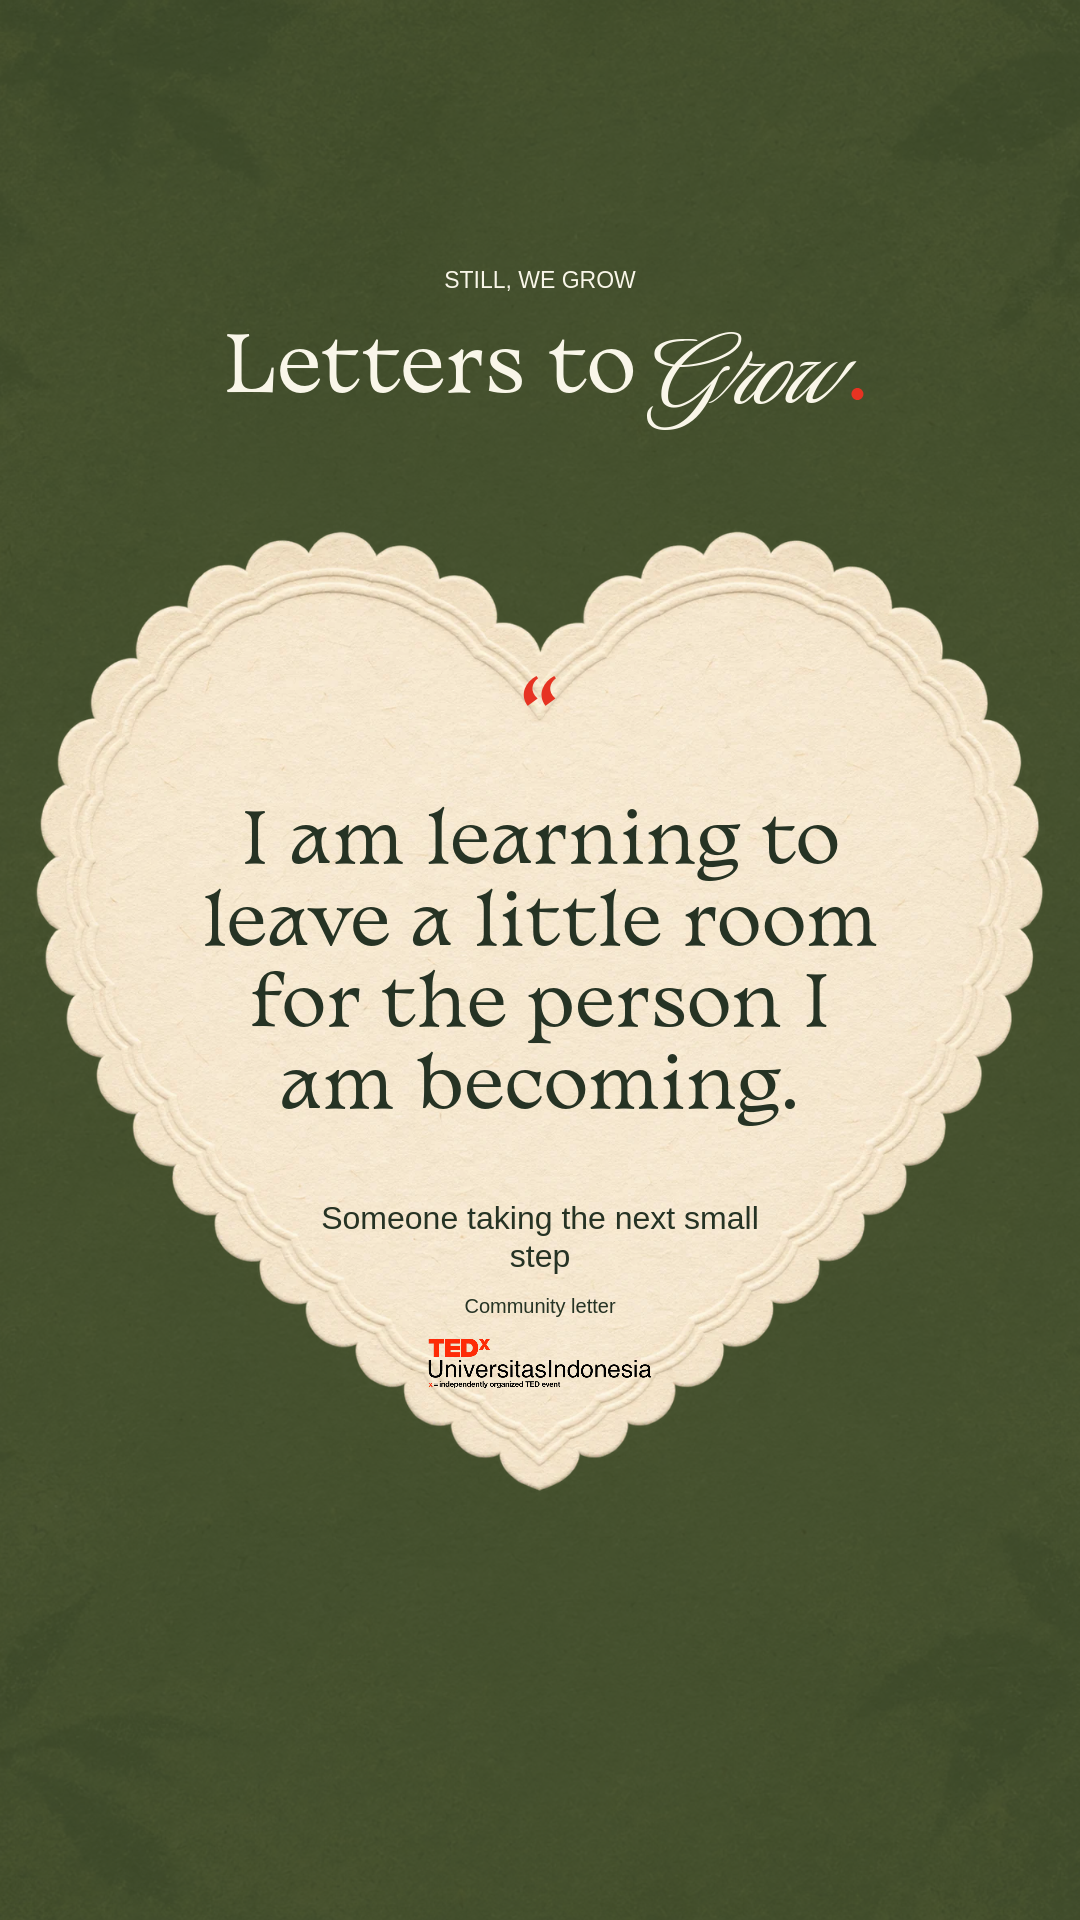 STILL, WE GROW
Letters to Grow.
“
I am learning to
leave a little room
for the person I
am becoming.
Someone taking the next small
step
Community letter
TEDx
UniversitasIndonesia
x = independently organized TED event